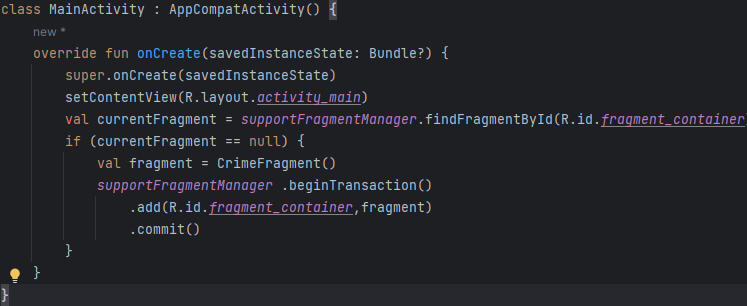 class MainActivity : AppCompatActivity() {
new *
override fun onCreate(savedInstanceState: Bundle?) {
super.onCreate(savedInstanceState)
setContentView(R.layout.activity_main)
val currentFragment = supportFragmentManager.findFragmentById(R.id.fragment_container
if (currentFragment == null) {
val fragment = CrimeFragment()
supportFragmentManager .beginTransaction()
.add(R.id.fragment_container,fragment)
.commit()
}
}
}